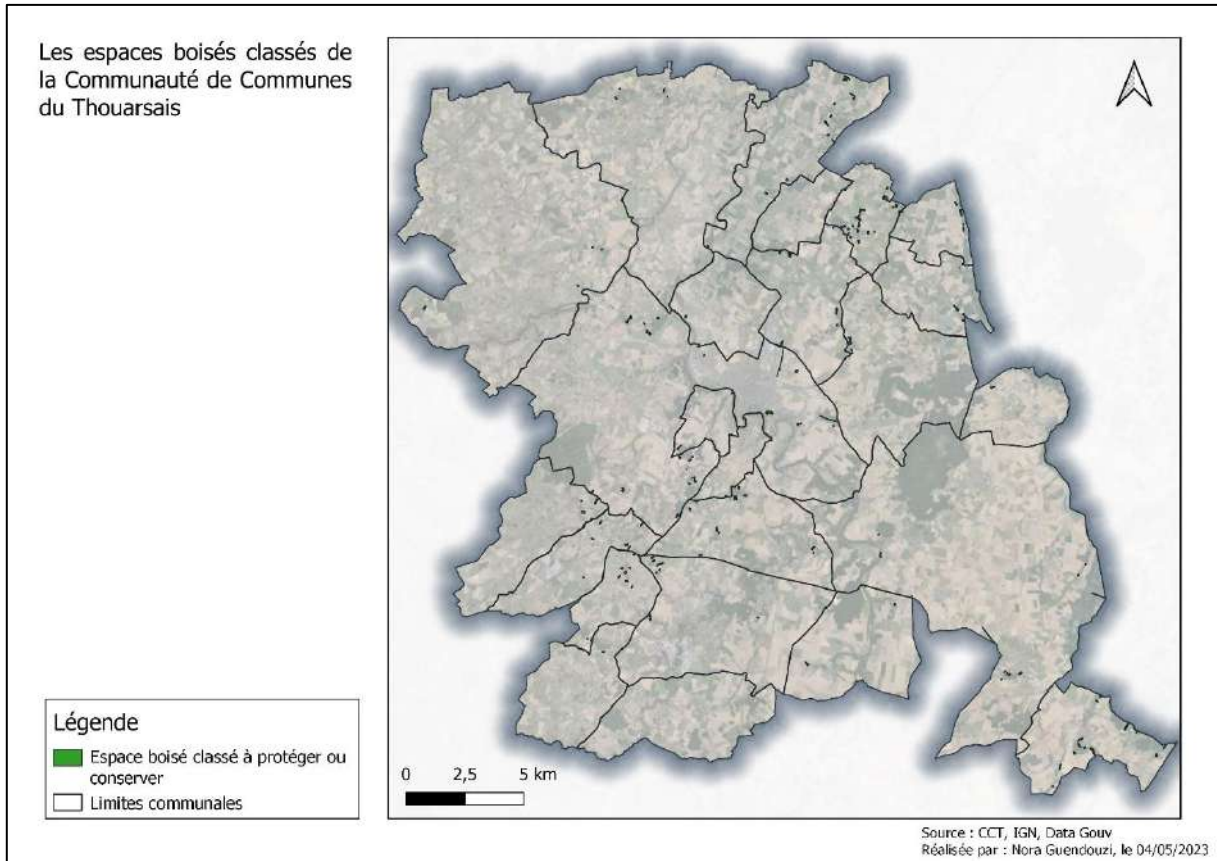 Les espaces boisés classés de
la Communauté de Communes
du Thouarsais
Légende
Espace boisé classé à protéger ou
conserver
Limites communales
0 2,5 5 km
Source : CCT, IGN, Data Gouv
Réalisée par : Nora Guendouzi, le 04/05/2023